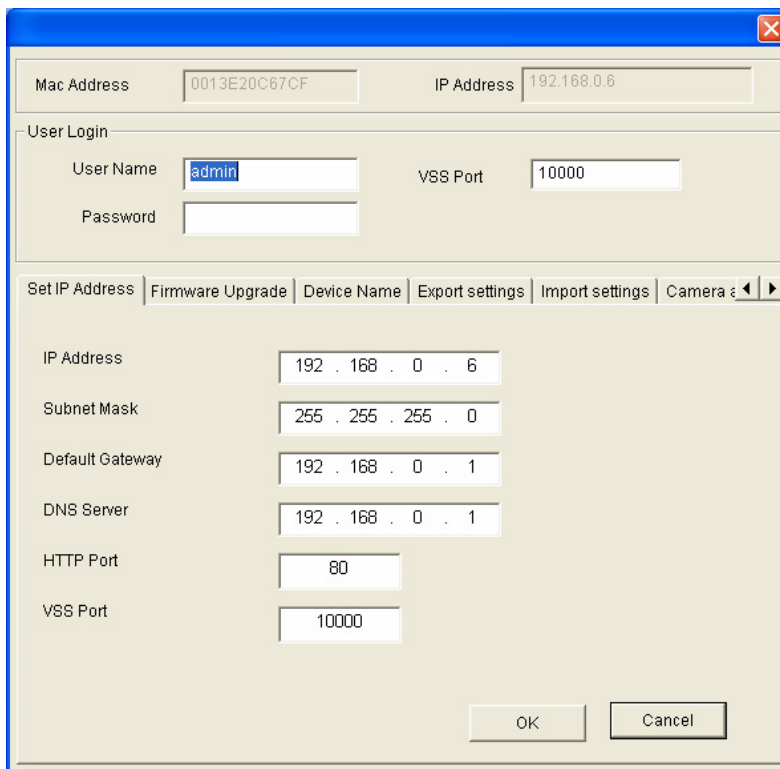 Mac Address 0013E20C67CF IP Address 192.168.0.6
User Login
User Name admin VSS Port 10000
Password
Set IP Address Firmware Upgrade Device Name Export settings Import settings Camera
IP Address 192 . 168 . 0 . 6
Subnet Mask 255 . 255 . 255 . 0
Default Gateway 192 . 168 . 0 . 1
DNS Server 192 . 168 . 0 . 1
HTTP Port 80
VSS Port 10000
OK Cancel